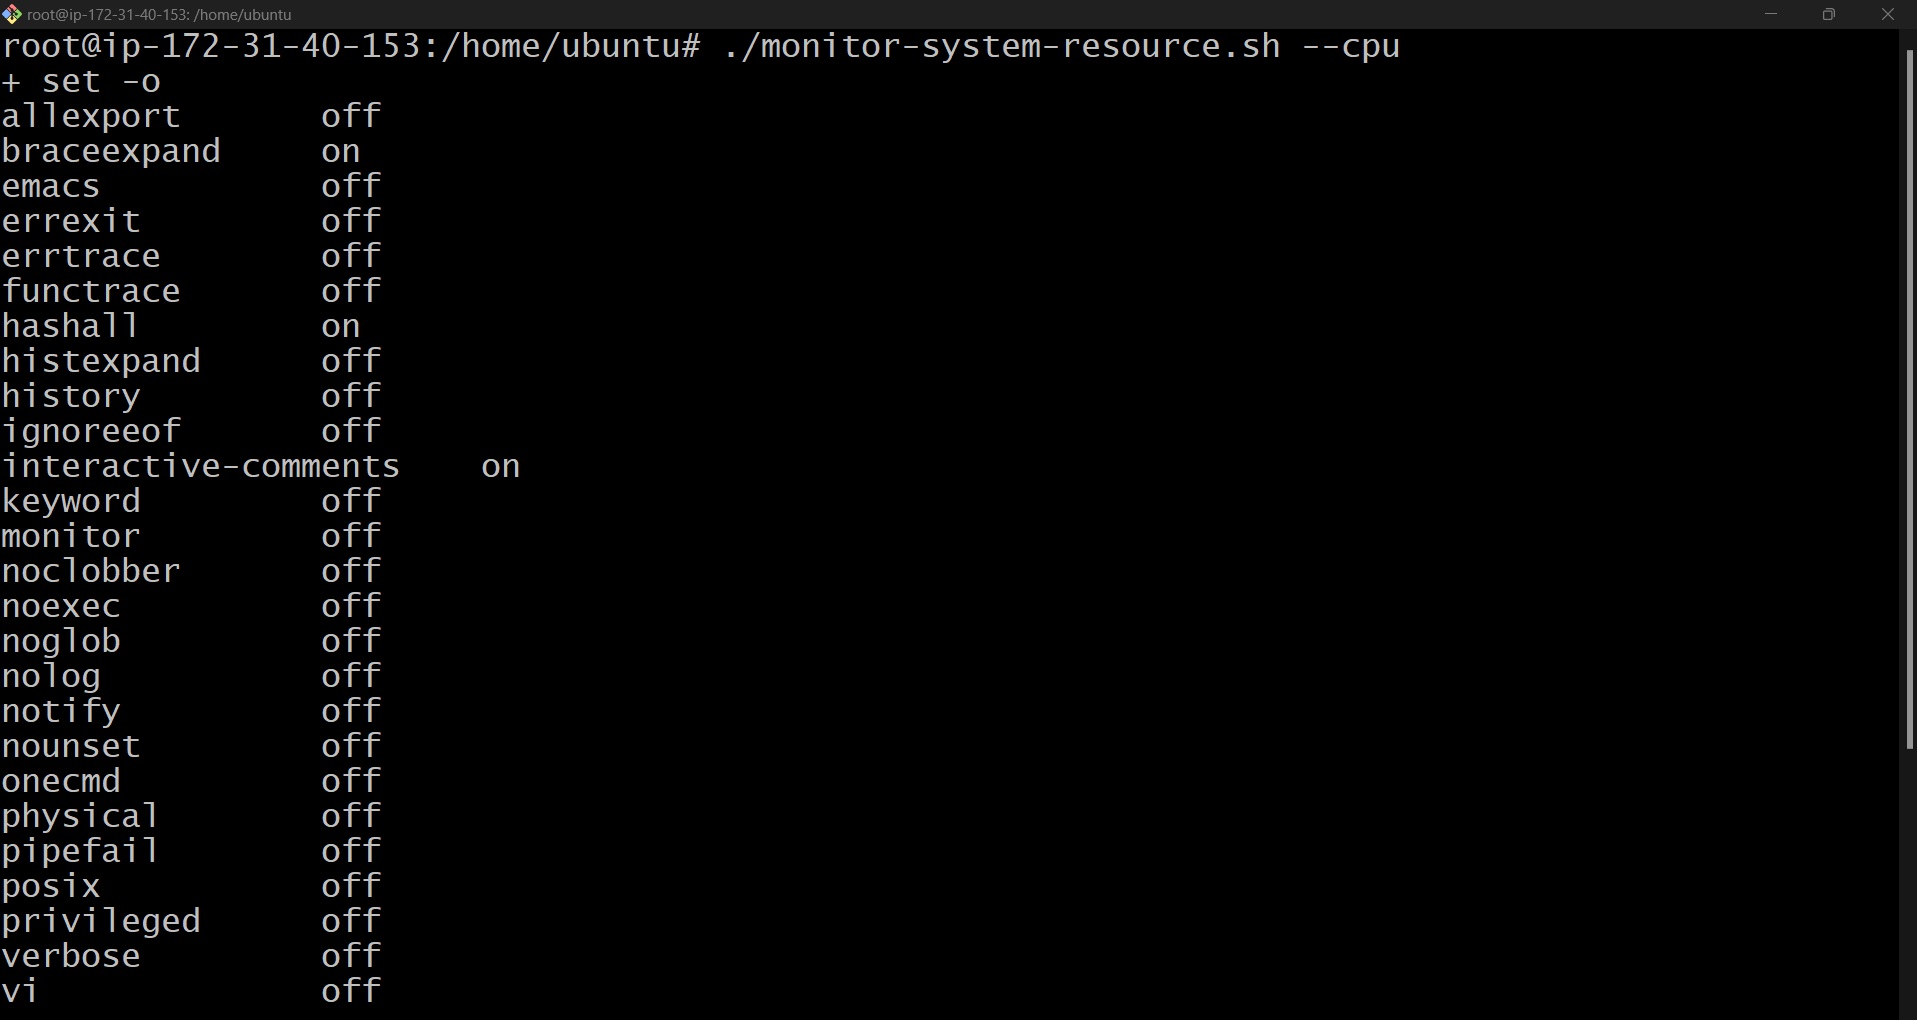 root@ip-172-31-40-153: /home/ubuntu
root@ip-172-31-40-153:/home/ubuntu# ./monitor-system-resource.sh --cpu
+ set -o
allexport       off
braceexpand     on
emacs           off
errexit         off
errtrace        off
functrace       off
hashall         on
histexpand      off
history         off
ignoreeof       off
interactive-comments    on
keyword         off
monitor         off
noclobber       off
noexec          off
noglob          off
nolog           off
notify          off
nounset         off
onecmd          off
physical        off
pipefail        off
posix           off
privileged      off
verbose         off
vi              off